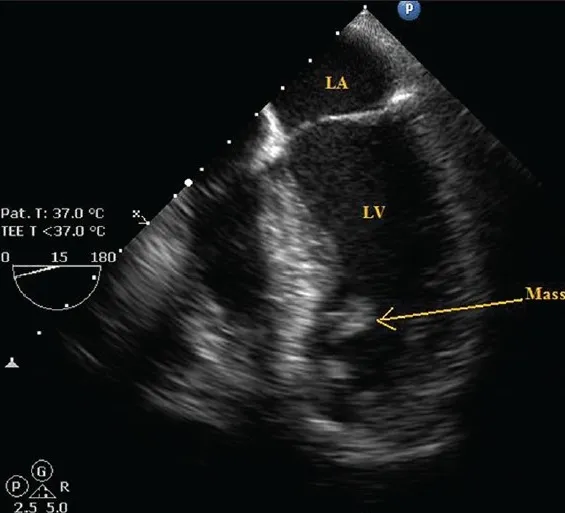 P
LA
LV
Mass
Pat. T: 37.0 °C
TEE T <37.0 °C
0 15 180
G
P R
2.5 5.0